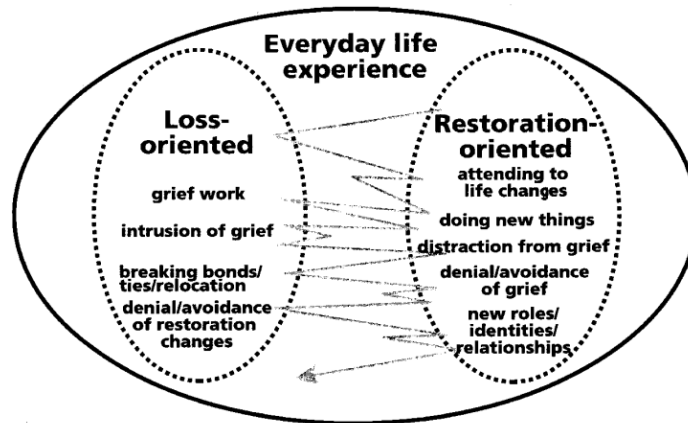 Everyday life
experience
Loss-
oriented
grief work
intrusion of grief
breaking bonds/
ties/relocation
denial/avoidance
of restoration
changes
Restoration-
oriented
attending to
life changes
doing new things
distraction from grief
denial/avoidance
of grief
new roles/
identities/
relationships